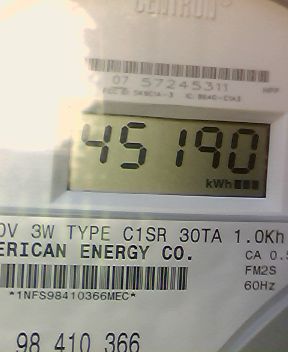 CENTRON
07 57245311
45190
kWh
0V 3W TYPE C1SR 30TA 1.0Kh
ERICAN ENERGY CO.
CA 0.5
FM2S
60Hz
*1NFS98410366MEC*
98 410 366